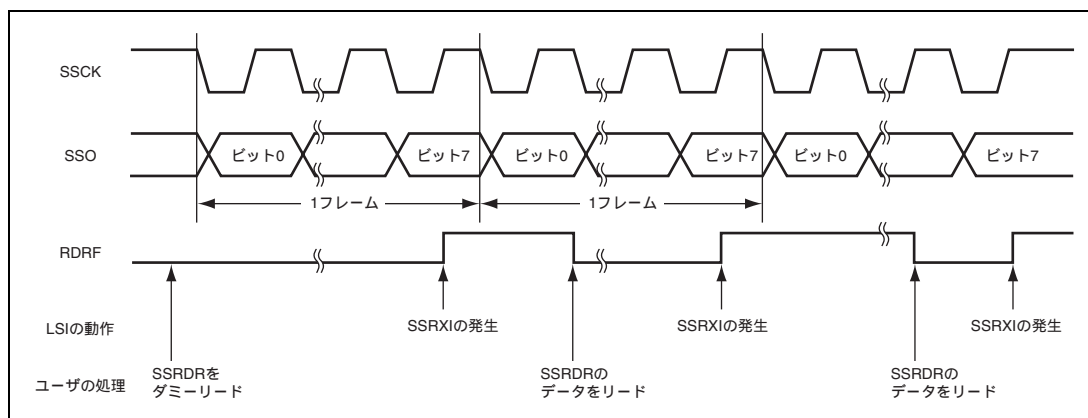 SSCK
SSO
ビット0
ビット7
ビット0
ビット7
ビット0
ビット7
1フレーム
1フレーム
RDRF
LSIの動作
SSRXIの発生
SSRXIの発生
SSRXIの発生
ユーザの処理
SSRDRを
ダミーリード
SSRDRの
データをリード
SSRDRの
データをリード